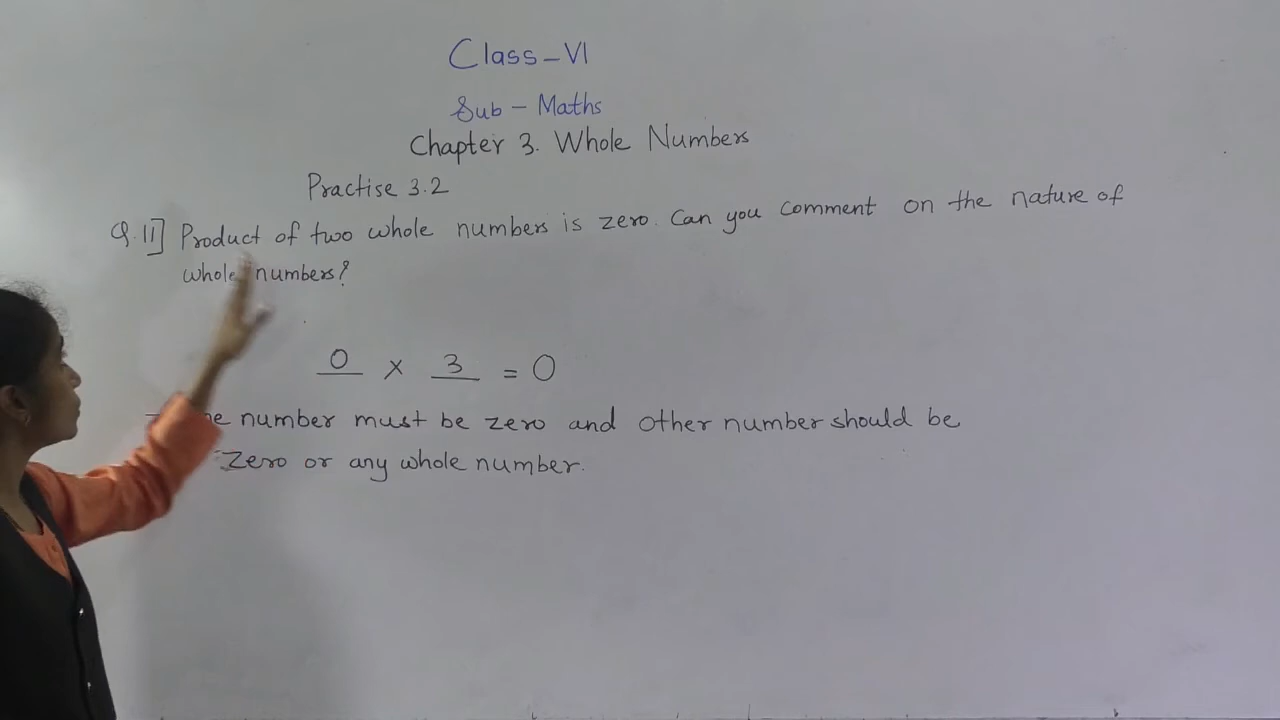 Class-VI
Sub - Maths
Chapter 3. Whole Numbers
Practise 3.2
Q.11] Product of two whole numbers is zero. Can you comment on the nature of
whole numbers?
0 × 3 = 0
number must be zero and other number should be
Zero or any whole number.